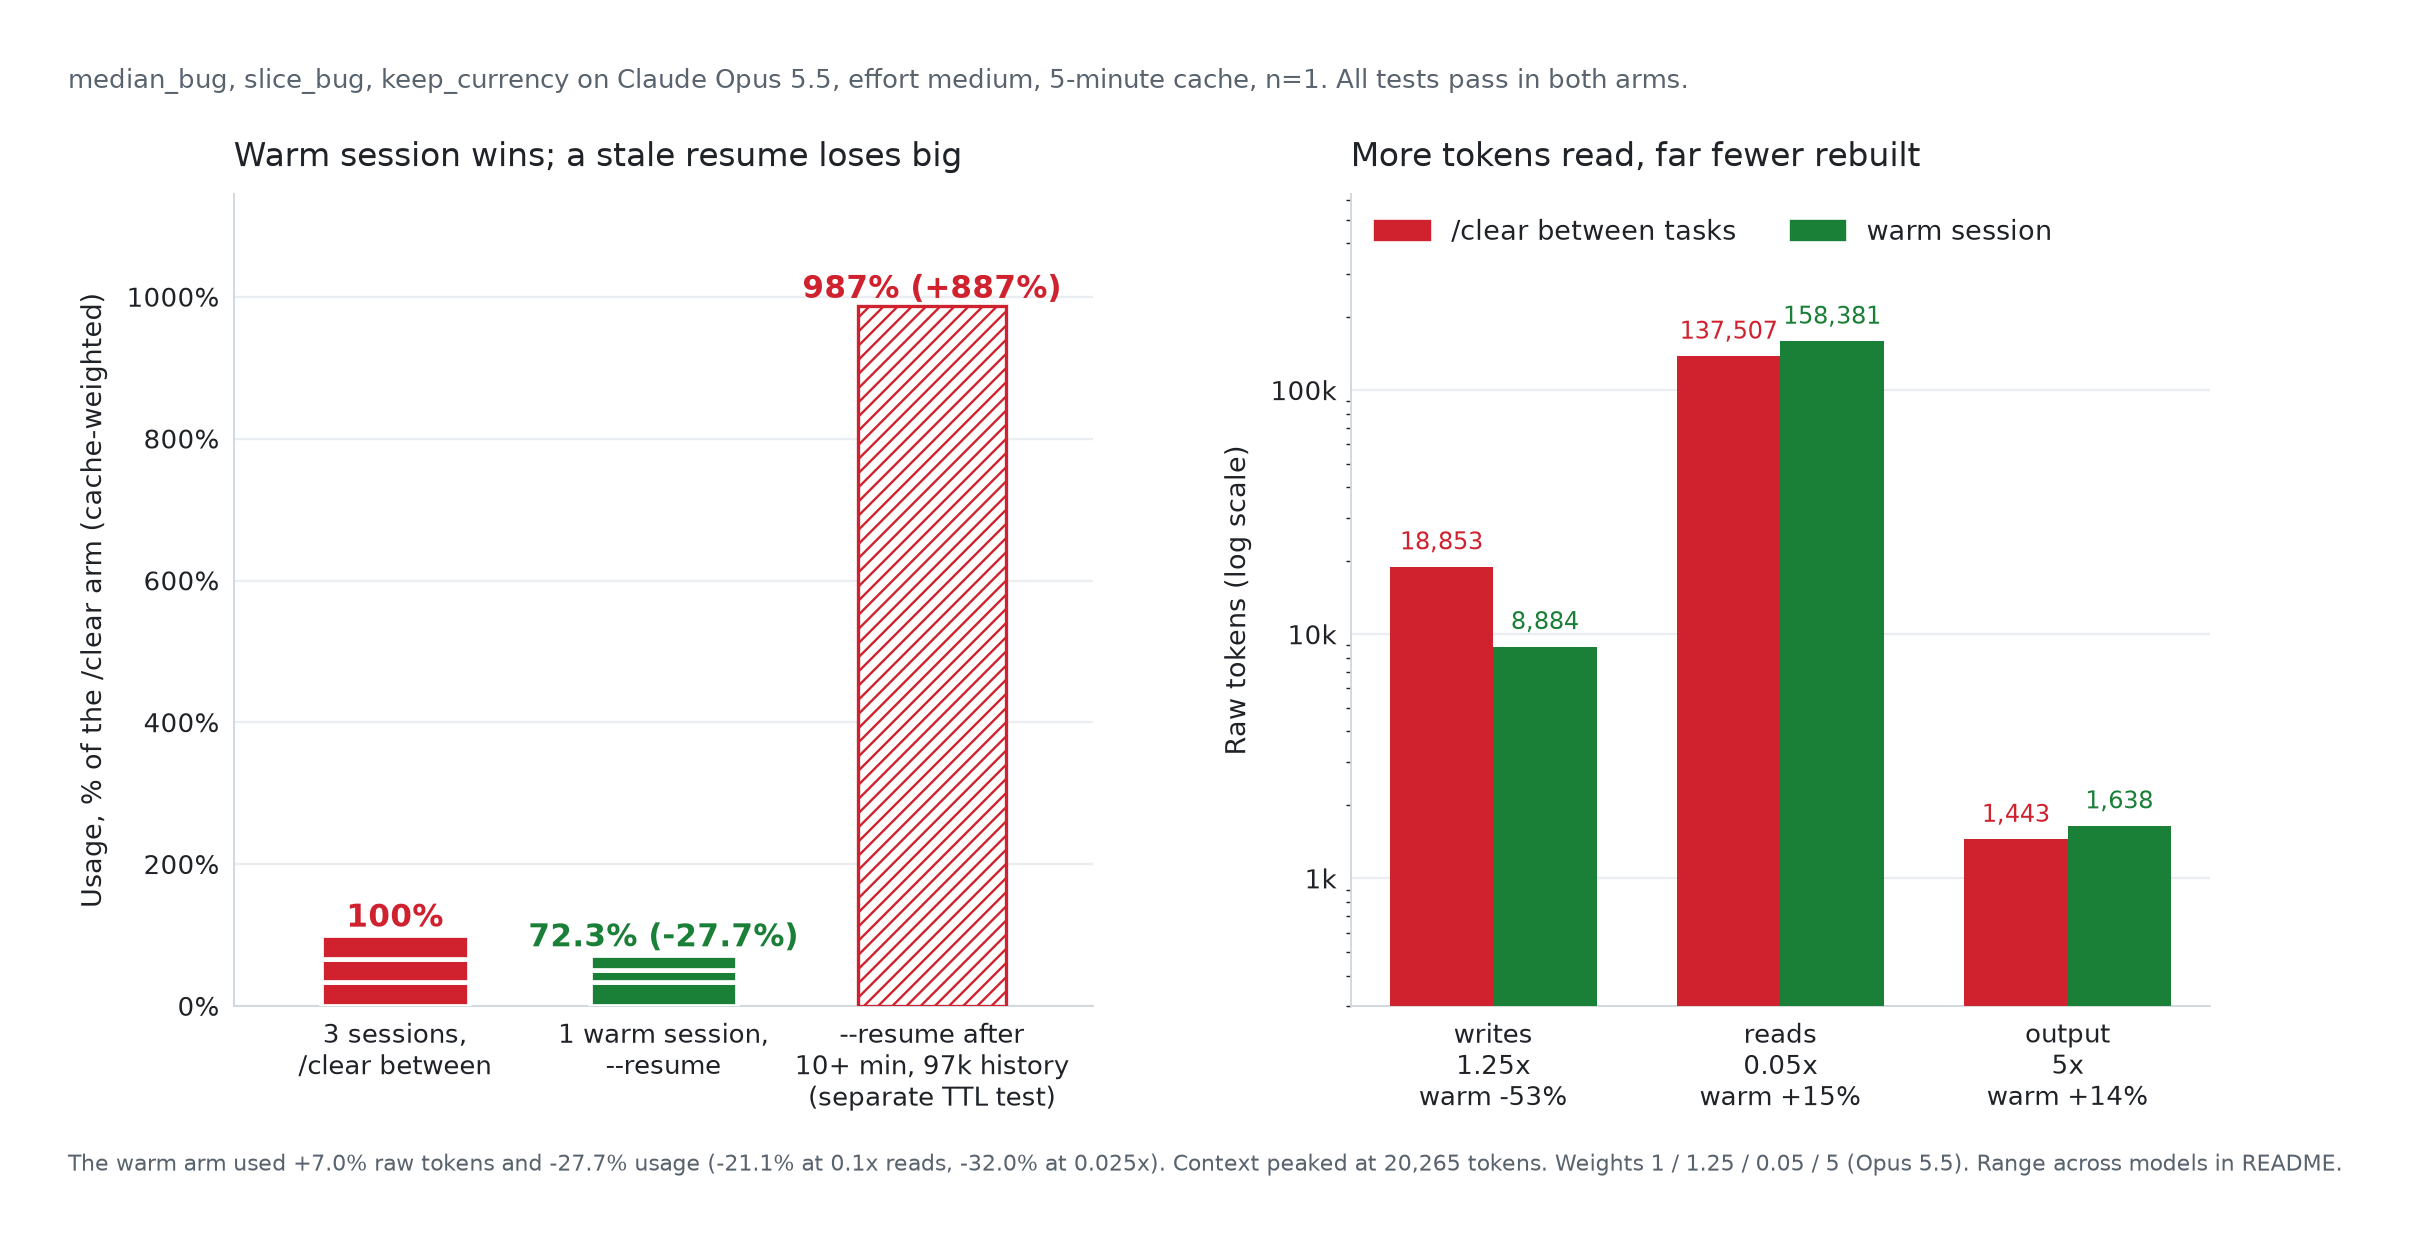 median_bug, slice_bug, keep_currency on Claude Opus 5.5, effort medium, 5-minute cache, n=1. All tests pass in both arms.
Warm session wins; a stale resume loses big
Usage, % of the /clear arm (cache-weighted)
1000%
800%
600%
400%
200%
0%
100%
72.3% (-27.7%)
987% (+887%)
3 sessions,
/clear between
1 warm session,
--resume
--resume after
10+ min, 97k history
(separate TTL test)
More tokens read, far fewer rebuilt
/clear between tasks
warm session
Raw tokens (log scale)
100k
10k
1k
18,853
8,884
137,507
158,381
1,443
1,638
writes
1.25x
warm -53%
reads
0.05x
warm +15%
output
5x
warm +14%
The warm arm used +7.0% raw tokens and -27.7% usage (-21.1% at 0.1x reads, -32.0% at 0.025x). Context peaked at 20,265 tokens. Weights 1 / 1.25 / 0.05 / 5 (Opus 5.5). Range across models in README.